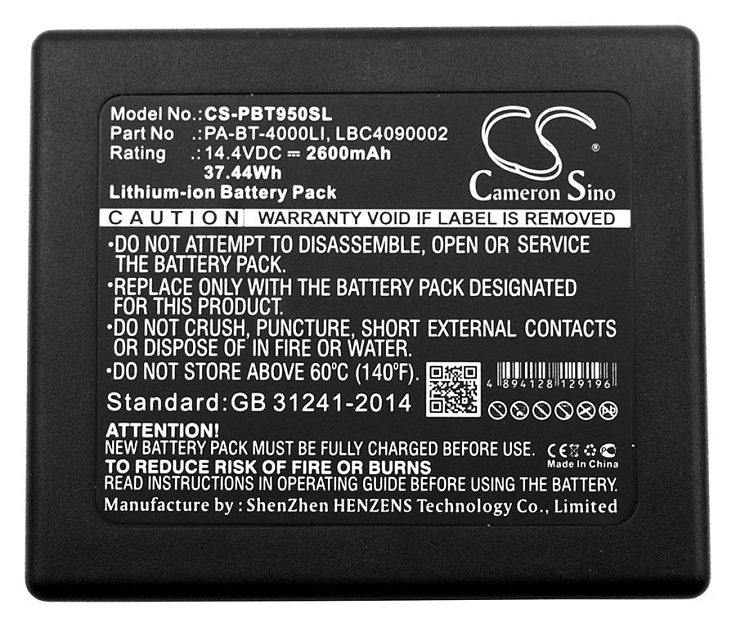 Model No.:CS-PBT950SL
Part No .:PA-BT-4000LI, LBC4090002
Rating .:14.4VDC ⎓ 2600mAh
37.44Wh
Lithium-ion Battery Pack
CS ®
Cameron Sino
CAUTION WARRANTY VOID IF LABEL IS REMOVED
•DO NOT ATTEMPT TO DISASSEMBLE, OPEN OR SERVICE
THE BATTERY PACK.
•REPLACE ONLY WITH THE BATTERY PACK DESIGNATED
FOR THIS PRODUCT.
•DO NOT CRUSH, PUNCTURE, SHORT EXTERNAL CONTACTS
OR DISPOSE OF IN FIRE OR WATER.
•DO NOT STORE ABOVE 60°C (140°F).
4 894128 129196
Standard:GB 31241-2014
ATTENTION!
NEW BATTERY PACK MUST BE FULLY CHARGED BEFORE USE.
CE
Made in China
TO REDUCE RISK OF FIRE OR BURNS
READ INSTRUCTIONS IN OPERATING GUIDE BEFORE USING THE BATTERY.
Manufacture by : ShenZhen HENZENS Technology Co., Limited